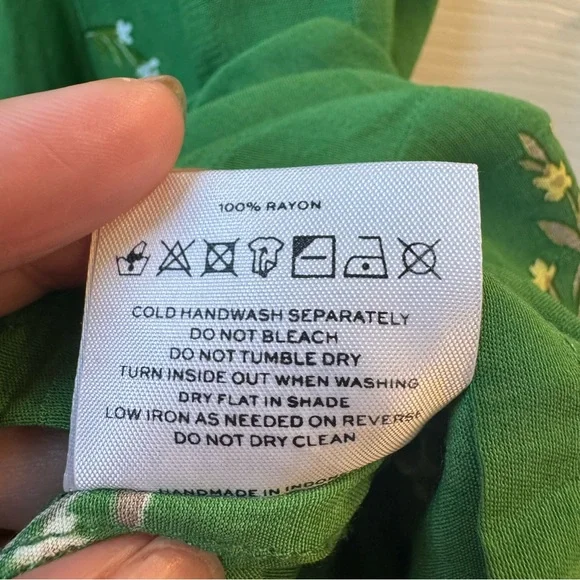 100% RAYON
COLD HANDWASH SEPARATELY
DO NOT BLEACH
DO NOT TUMBLE DRY
TURN INSIDE OUT WHEN WASHING
DRY FLAT IN SHADE
LOW IRON AS NEEDED ON REVERSE
DO NOT DRY CLEAN
HANDMADE IN